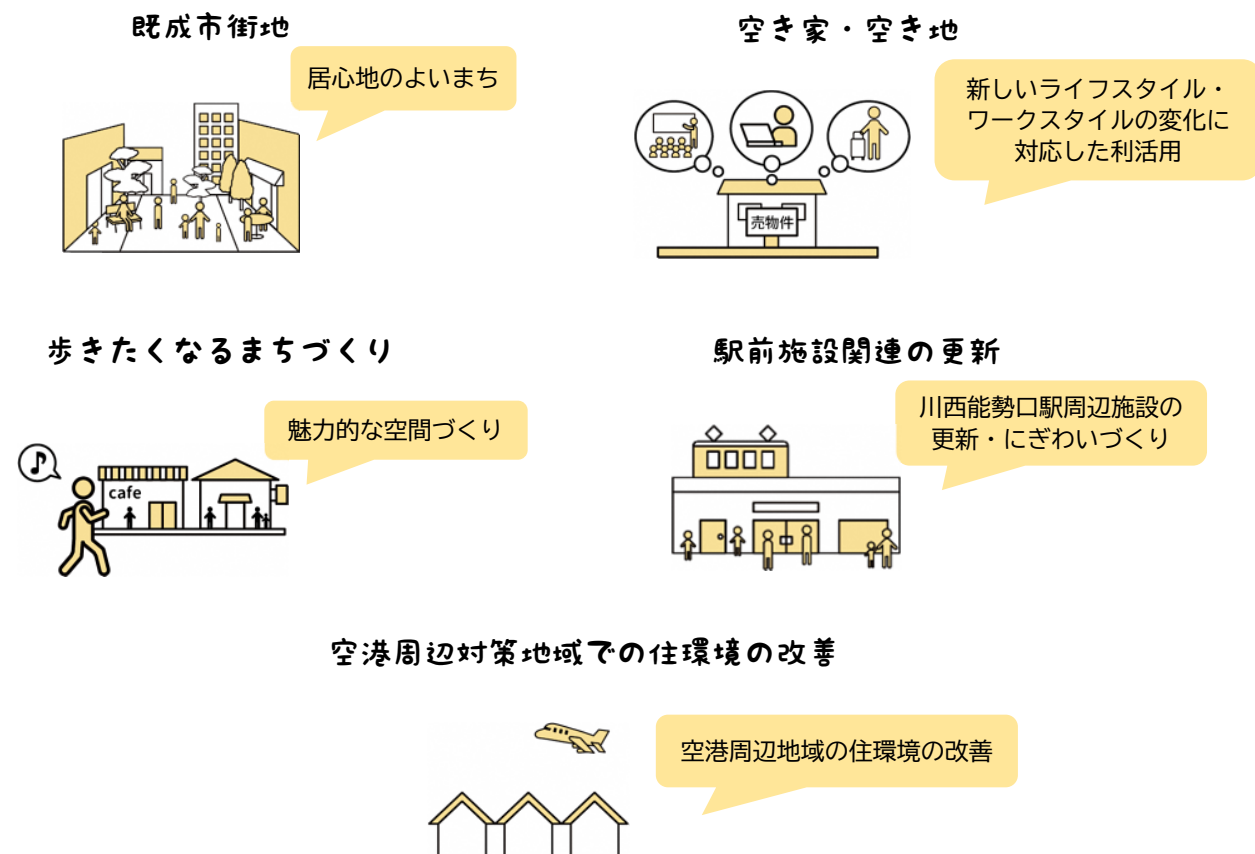 既成市街地
居心地のよいまち
空き家・空き地
新しいライフスタイル・
ワークスタイルの変化に
対応した利活用
売物件
歩きたくなるまちづくり
魅力的な空間づくり
cafe
駅前施設関連の更新
川西能勢口駅周辺施設の
更新・にぎわいづくり
空港周辺対策地域での住環境の改善
空港周辺地域の住環境の改善